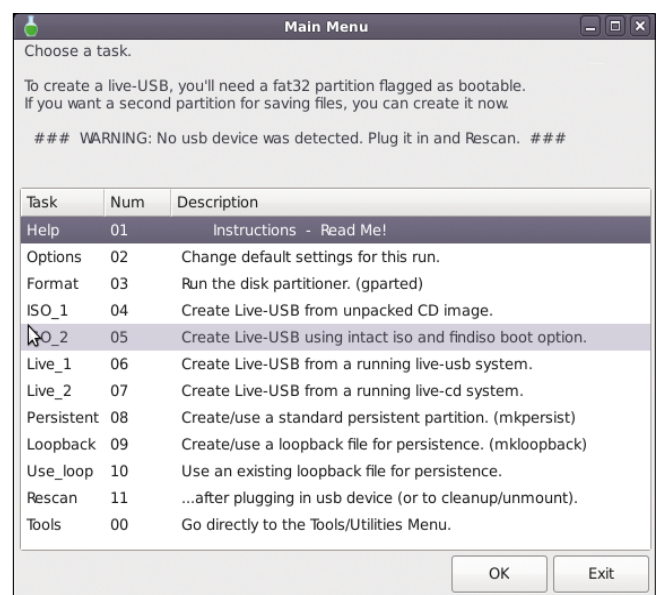 Main Menu
Choose a task.
To create a live-USB, you'll need a fat32 partition flagged as bootable.
If you want a second partition for saving files, you can create it now.
### WARNING: No usb device was detected. Plug it in and Rescan. ###
Task Num Description
Help 01 Instructions - Read Me!
Options 02 Change default settings for this run.
Format 03 Run the disk partitioner. (gparted)
ISO_1 04 Create Live-USB from unpacked CD image.
O_2 05 Create Live-USB using intact iso and findiso boot option.
Live_1 06 Create Live-USB from a running live-usb system.
Live_2 07 Create Live-USB from a running live-cd system.
Persistent 08 Create/use a standard persistent partition. (mkpersist)
Loopback 09 Create/use a loopback file for persistence. (mkloopback)
Use_loop 10 Use an existing loopback file for persistence.
Rescan 11 ...after plugging in usb device (or to cleanup/unmount).
Tools 00 Go directly to the Tools/Utilities Menu.
OK Exit